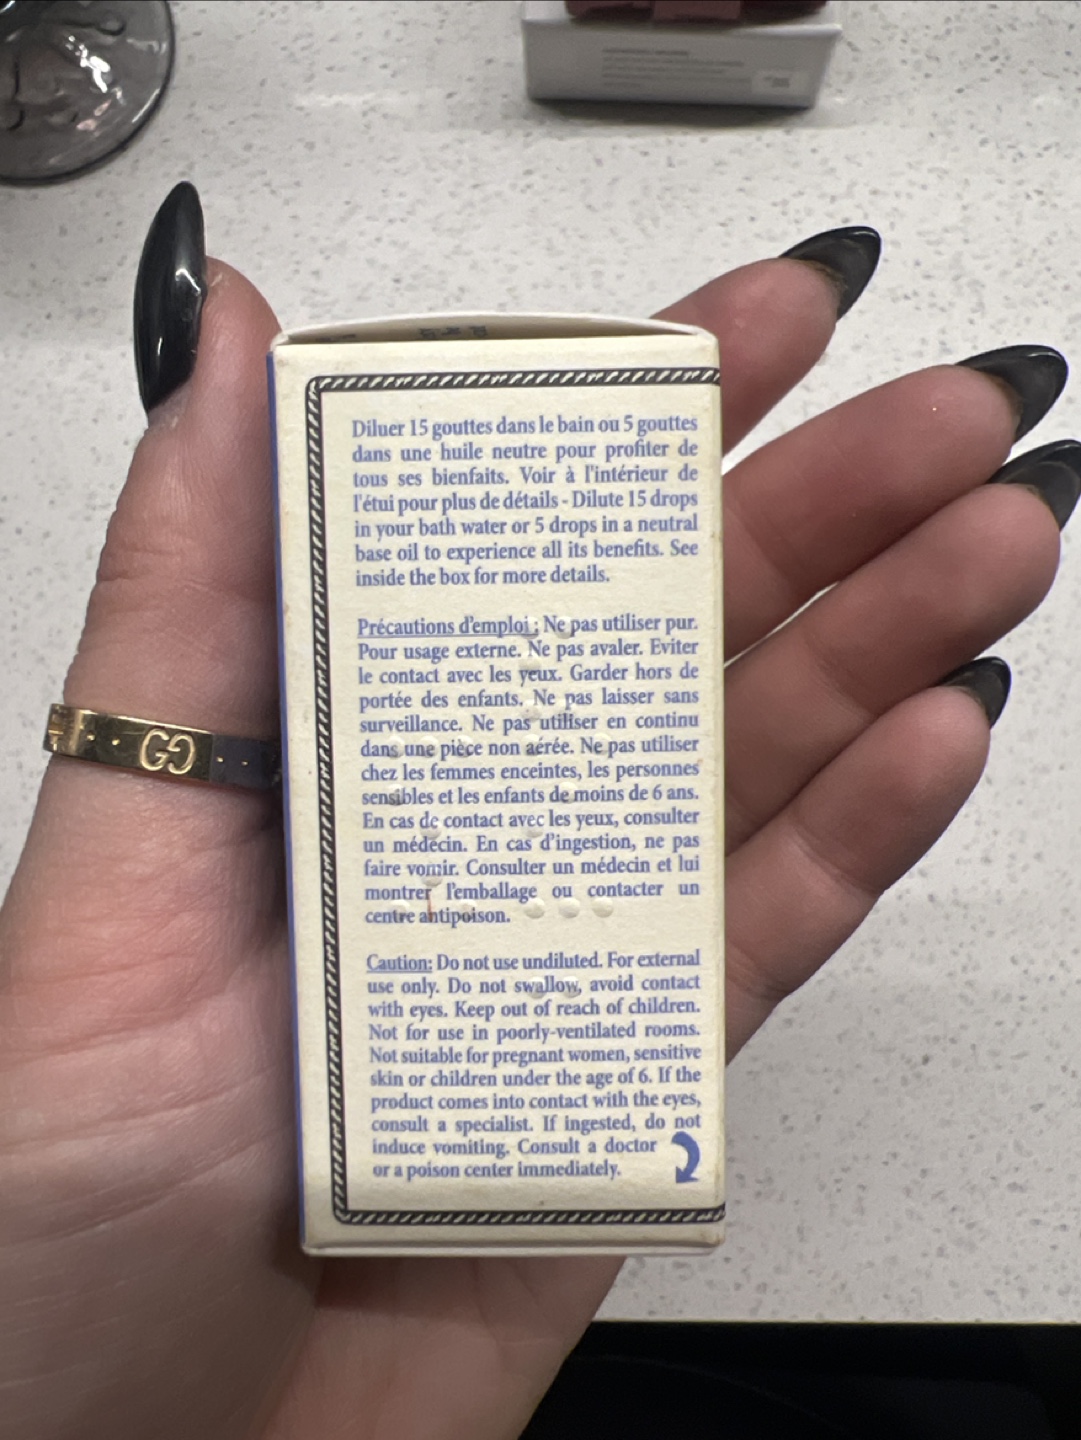 Diluer 15 gouttes dans le bain ou 5 gouttes
dans une huile neutre pour profiter de
tous ses bienfaits. Voir à l'intérieur de
l'étui pour plus de détails - Dilute 15 drops
in your bath water or 5 drops in a neutral
base oil to experience all its benefits. See
inside the box for more details.
Précautions d'emploi : Ne pas utiliser pur.
Pour usage externe. Ne pas avaler. Eviter
le contact avec les yeux. Garder hors de
portée des enfants. Ne pas laisser sans
surveillance. Ne pas utiliser en continu
dans une pièce non aérée. Ne pas utiliser
chez les femmes enceintes, les personnes
sensibles et les enfants de moins de 6 ans.
En cas de contact avec les yeux, consulter
un médecin. En cas d'ingestion, ne pas
faire vomir. Consulter un médecin et lui
montrer l'emballage ou contacter un
centre antipoison.
Caution: Do not use undiluted. For external
use only. Do not swallow, avoid contact
with eyes. Keep out of reach of children.
Not for use in poorly-ventilated rooms.
Not suitable for pregnant women, sensitive
skin or children under the age of 6. If the
product comes into contact with the eyes,
consult a specialist. If ingested, do not
induce vomiting. Consult a doctor
or a poison center immediately.